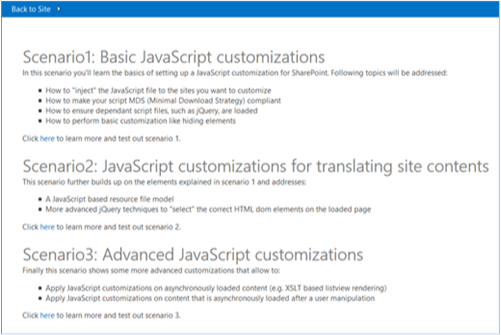 Back to Site
Scenario1: Basic JavaScript customizations
In this scenario you'll learn the basics of setting up a JavaScript customization for SharePoint. Following topics will be addressed:
How to "inject" the JavaScript file to the sites you want to customize
How to make your script MDS (Minimal Download Strategy) compliant
How to ensure dependant script files, such as jQuery, are loaded
How to perform basic customization like hiding elements
Click here to learn more and test out scenario 1.
Scenario2: JavaScript customizations for translating site contents
This scenario further builds up on the elements explained in scenario 1 and addresses:
A JavaScript based resource file model
More advanced jQuery techniques to "select" the correct HTML dom elements on the loaded page
Click here to learn more and test out scenario 2.
Scenario3: Advanced JavaScript customizations
Finally this scenario shows some more advanced customizations that allow to:
Apply JavaScript customizations on asynchronously loaded content (e.g. XSLT based listview rendering)
Apply JavaScript customizations on content that is asynchronously loaded after a user manipulation
Click here to learn more and test out scenario 3.